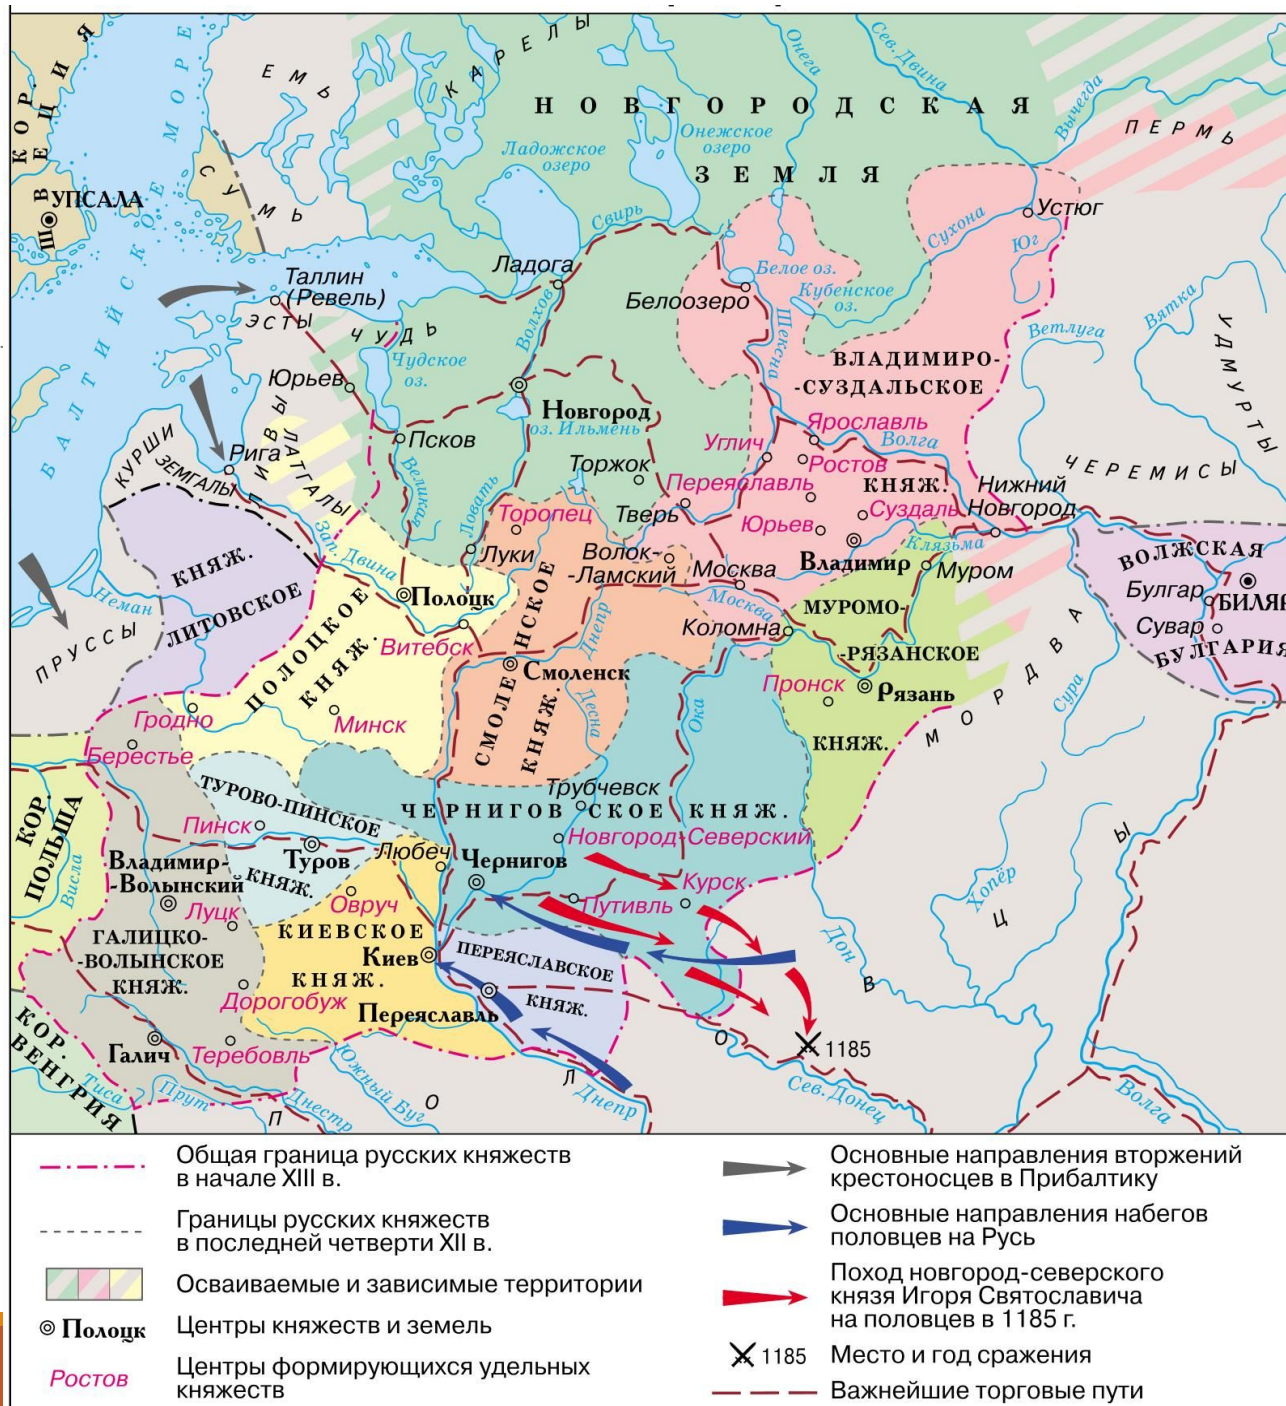 КОР. ШВЕЦИЯ
УПСАЛА
БАЛТИЙСКОЕ МОРЕ
ЕМЬ
СУМЬ
КАРЕЛЫ
Онега
Сев. Двина
Вычегда
ПЕРМЬ
НОВГОРОДСКАЯ
ЗЕМЛЯ
Ладожское
озеро
Онежское
озеро
Свирь
Сухона
Устюг
Юг
Таллин
(Ревель)
ЭСТЫ
ЧУДЬ
Чудское
оз.
Ладога
Волхов
Белое оз.
Белоозеро
Кубенское
оз.
Шексна
Ветлуга
Вятка
УДМУРТЫ
ВЛАДИМИРО-
-СУЗДАЛЬСКОЕ
КНЯЖ.
Юрьев
Новгород
оз. Ильмень
Псков
Великая
Ловать
Торжок
Углич
Ярославль
Волга
Ростов
Переяславль
Тверь
Юрьев
Суздаль
Нижний
Новгород
ЧЕРЕМИСЫ
Владимир
Клязьма
КУРШИ
ЗЕМГАЛЫ
Рига
ЛИВЫ
ЛАТГАЛЫ
Зап. Двина
Торопец
Луки
Волок-
-Ламский
Москва
Москва
Коломна
Муром
МУРОМО-
-РЯЗАНСКОЕ
КНЯЖ.
Пронск
Рязань
МОРДВА
Сура
ВОЛЖСКАЯ
Булгар
БИЛЯР
Сувар
БУЛГАРИЯ
КНЯЖ.
ЛИТОВСКОЕ
Неман
ПРУССЫ
Полоцк
Витебск
ПОЛОЦКОЕ
КНЯЖ.
Минск
Гродно
Берестье
СМОЛЕНСКОЕ
КНЯЖ.
Смоленск
Днепр
Десна
Ока
Трубчевск
ЧЕРНИГОВСКОЕ КНЯЖ.
Новгород-Северский
Чернигов
Курск
Путивль
Любеч
ТУРОВО-ПИНСКОЕ
КНЯЖ.
Пинск
Туров
КОР.
ПОЛЬША
Висла
Владимир-
-Волынский
Луцк
ГАЛИЦКО-
-ВОЛЫНСКОЕ
КНЯЖ.
Овруч
КИЕВСКОЕ
КНЯЖ.
Киев
Дорогобуж
ПЕРЕЯСЛАВСКОЕ
КНЯЖ.
Переяславль
Галич
Теребовль
КОР.
ВЕНГРИЯ
Тиса
Прут
Днестр
Южный Буг
Днепр
ПОЛОВЦЫ
Хопёр
Дон
1185
Сев. Донец
Волга
Общая граница русских княжеств
в начале XIII в.
Границы русских княжеств
в последней четверти XII в.
Осваиваемые и зависимые территории
Полоцк
Центры княжеств и земель
Ростов
Центры формирующихся удельных
княжеств
Основные направления вторжений
крестоносцев в Прибалтику
Основные направления набегов
половцев на Русь
Поход новгород-северского
князя Игоря Святославича
на половцев в 1185 г.
1185
Место и год сражения
Важнейшие торговые пути